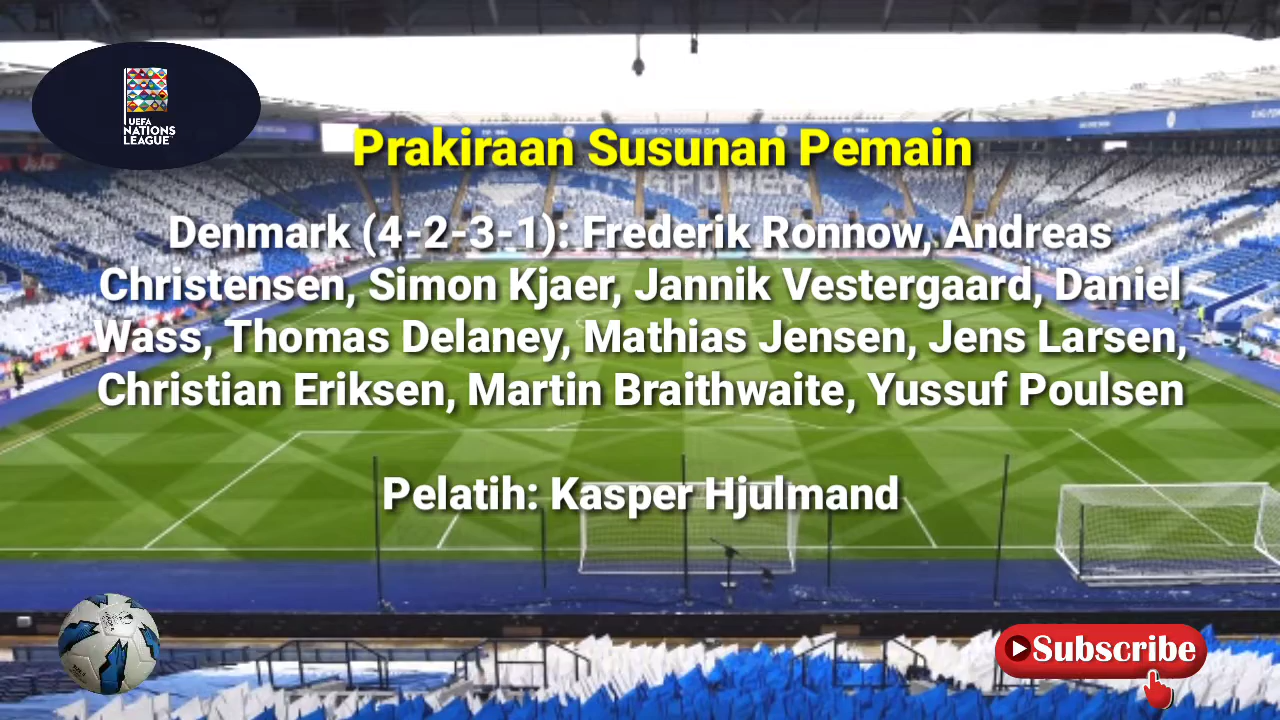 UEFA
NATIONS
LEAGUE
Prakiraan Susunan Pemain
Denmark (4-2-3-1): Frederik Ronnow, Andreas
Christensen, Simon Kjaer, Jannik Vestergaard, Daniel
Wass, Thomas Delaney, Mathias Jensen, Jens Larsen,
Christian Eriksen, Martin Braithwaite, Yussuf Poulsen
Pelatih: Kasper Hjulmand
Subscribe